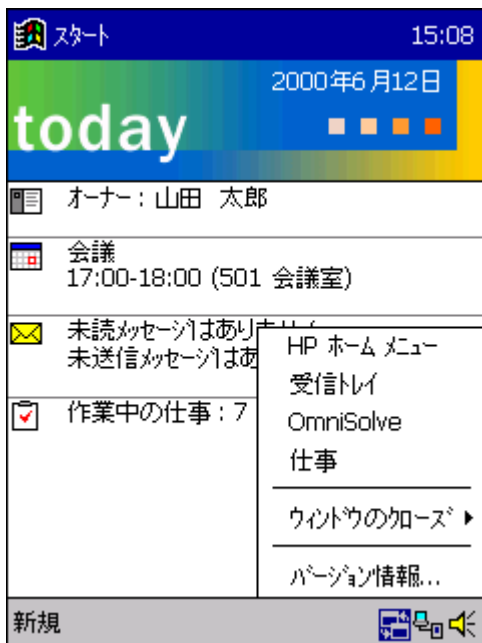 スタート 15:08
2000年6月12日
today
オーナー : 山田 太郎
会議
17:00-18:00 (501 会議室)
未読メッセージはありません
未送信メッセージはあ
作業中の仕事 : 7
HP ホーム メニュー
受信トレイ
OmniSolve
仕事
ウィンドウのクローズ
バージョン情報...
新規